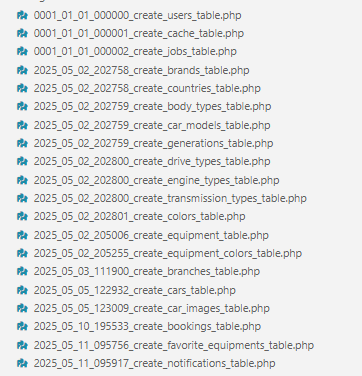 0001_01_01_000000_create_users_table.php
0001_01_01_000001_create_cache_table.php
0001_01_01_000002_create_jobs_table.php
2025_05_02_202758_create_brands_table.php
2025_05_02_202758_create_countries_table.php
2025_05_02_202759_create_body_types_table.php
2025_05_02_202759_create_car_models_table.php
2025_05_02_202759_create_generations_table.php
2025_05_02_202800_create_drive_types_table.php
2025_05_02_202800_create_engine_types_table.php
2025_05_02_202800_create_transmission_types_table.php
2025_05_02_202801_create_colors_table.php
2025_05_02_205006_create_equipment_table.php
2025_05_02_205255_create_equipment_colors_table.php
2025_05_03_111900_create_branches_table.php
2025_05_05_122932_create_cars_table.php
2025_05_05_123009_create_car_images_table.php
2025_05_10_195533_create_bookings_table.php
2025_05_11_095756_create_favorite_equipments_table.php
2025_05_11_095917_create_notifications_table.php